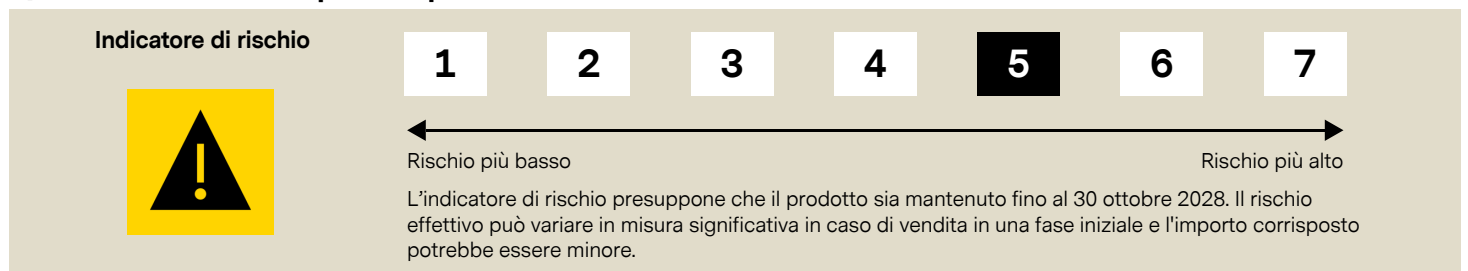 Indicatore di rischio
1 2 3 4 5 6 7
Rischio più basso Rischio più alto
L'indicatore di rischio presuppone che il prodotto sia mantenuto fino al 30 ottobre 2028. Il rischio
effettivo può variare in misura significativa in caso di vendita in una fase iniziale e l'importo corrisposto
potrebbe essere minore.